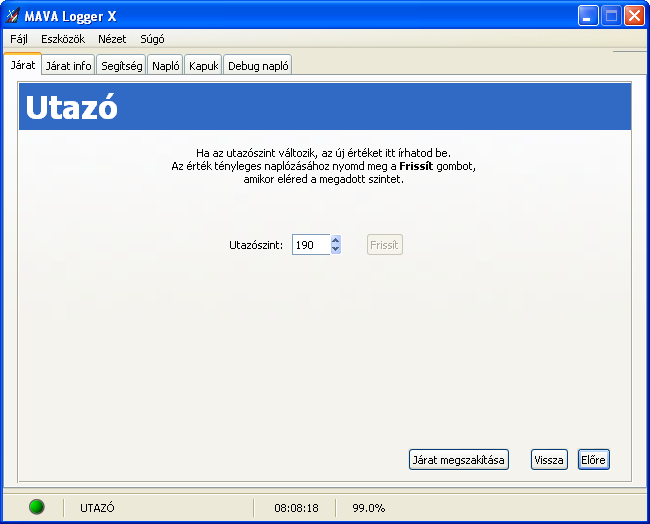 MAVA Logger X
Fájl Eszközök Nézet Súgó
Járat Járat info Segítség Napló Kapuk Debug napló
Utazó
Ha az utazószint változik, az új értéket itt írhatod be.
Az érték tényleges naplózásához nyomd meg a Frissít gombot,
amikor eléred a megadott szintet.
Utazószint: 190 Frissít
Járat megszakítása Vissza Előre
UTAZÓ 08:08:18 99.0%